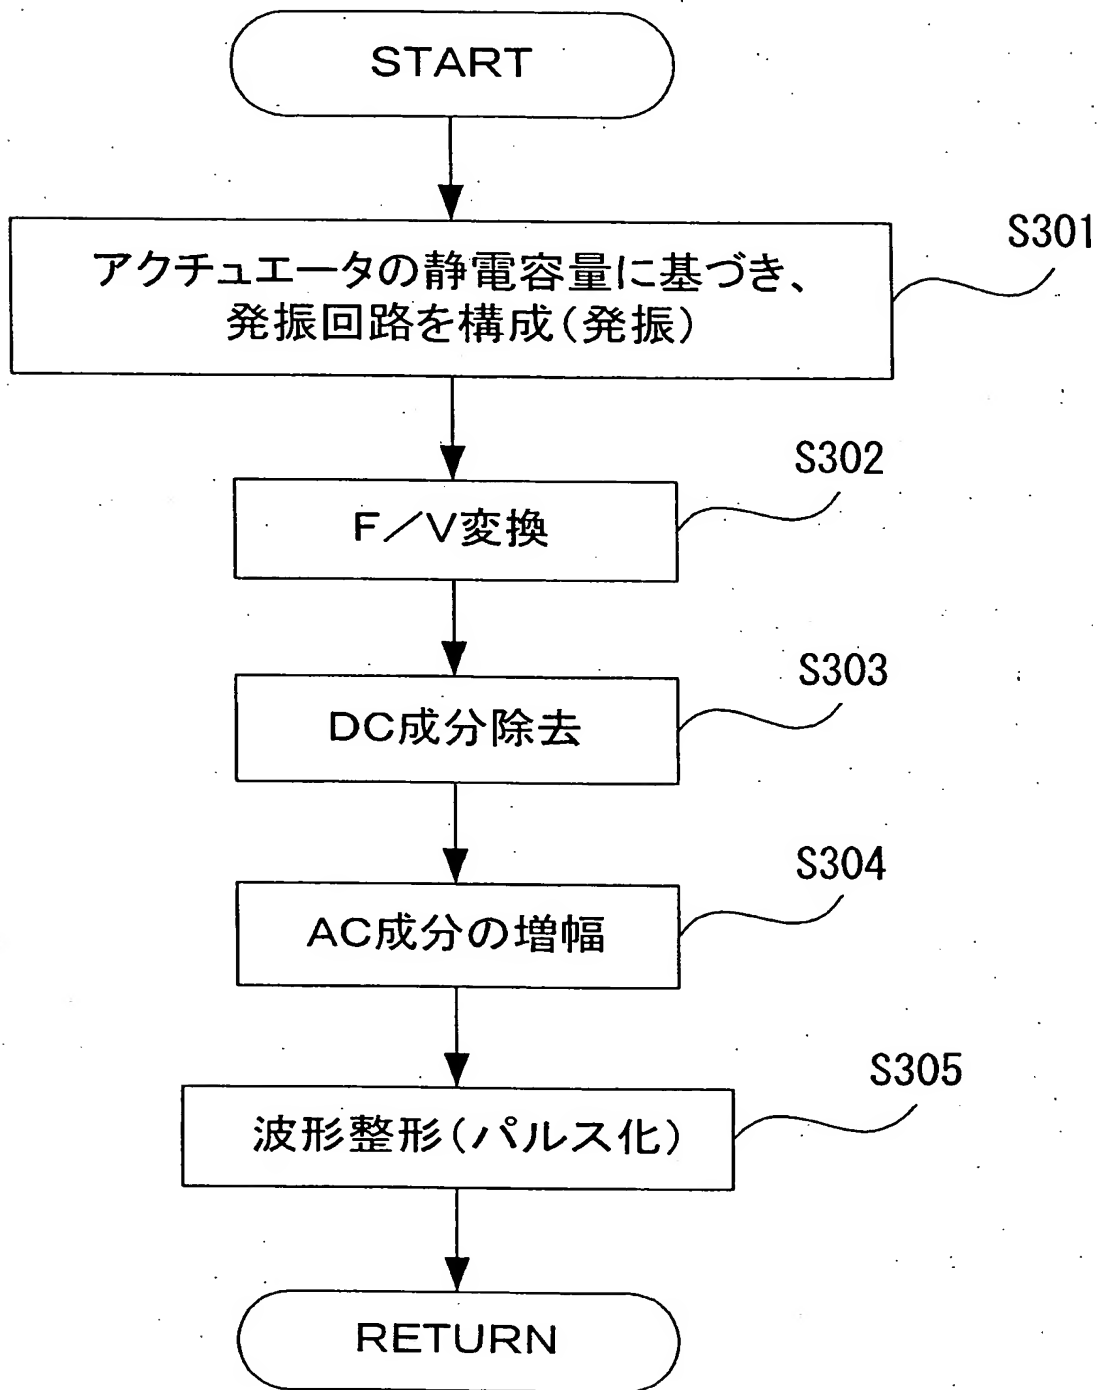 START
S301
アクチュエータの静電容量に基づき、
発振回路を構成(発振)
S302
F/V変換
S303
DC成分除去
S304
AC成分の増幅
S305
波形整形(パルス化)
RETURN